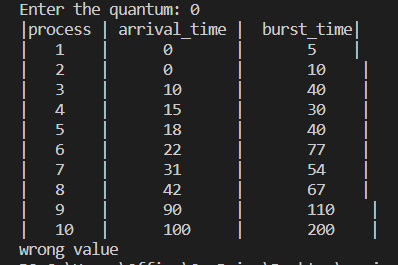 Enter the quantum: 0
|process | arrival_time | burst_time|
| 1 | 0 | 5 |
| 2 | 0 | 10 |
| 3 | 10 | 40 |
| 4 | 15 | 30 |
| 5 | 18 | 40 |
| 6 | 22 | 77 |
| 7 | 31 | 54 |
| 8 | 42 | 67 |
| 9 | 90 | 110 |
| 10 | 100 | 200 |
wrong value